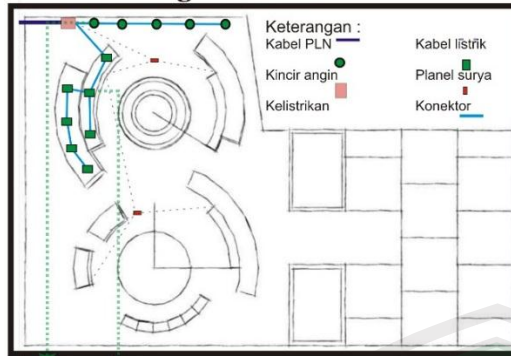 Keterangan :
Kabel PLN
Kabel listrik
Kincir angin
Planel surya
Kelistrikan
Konektor